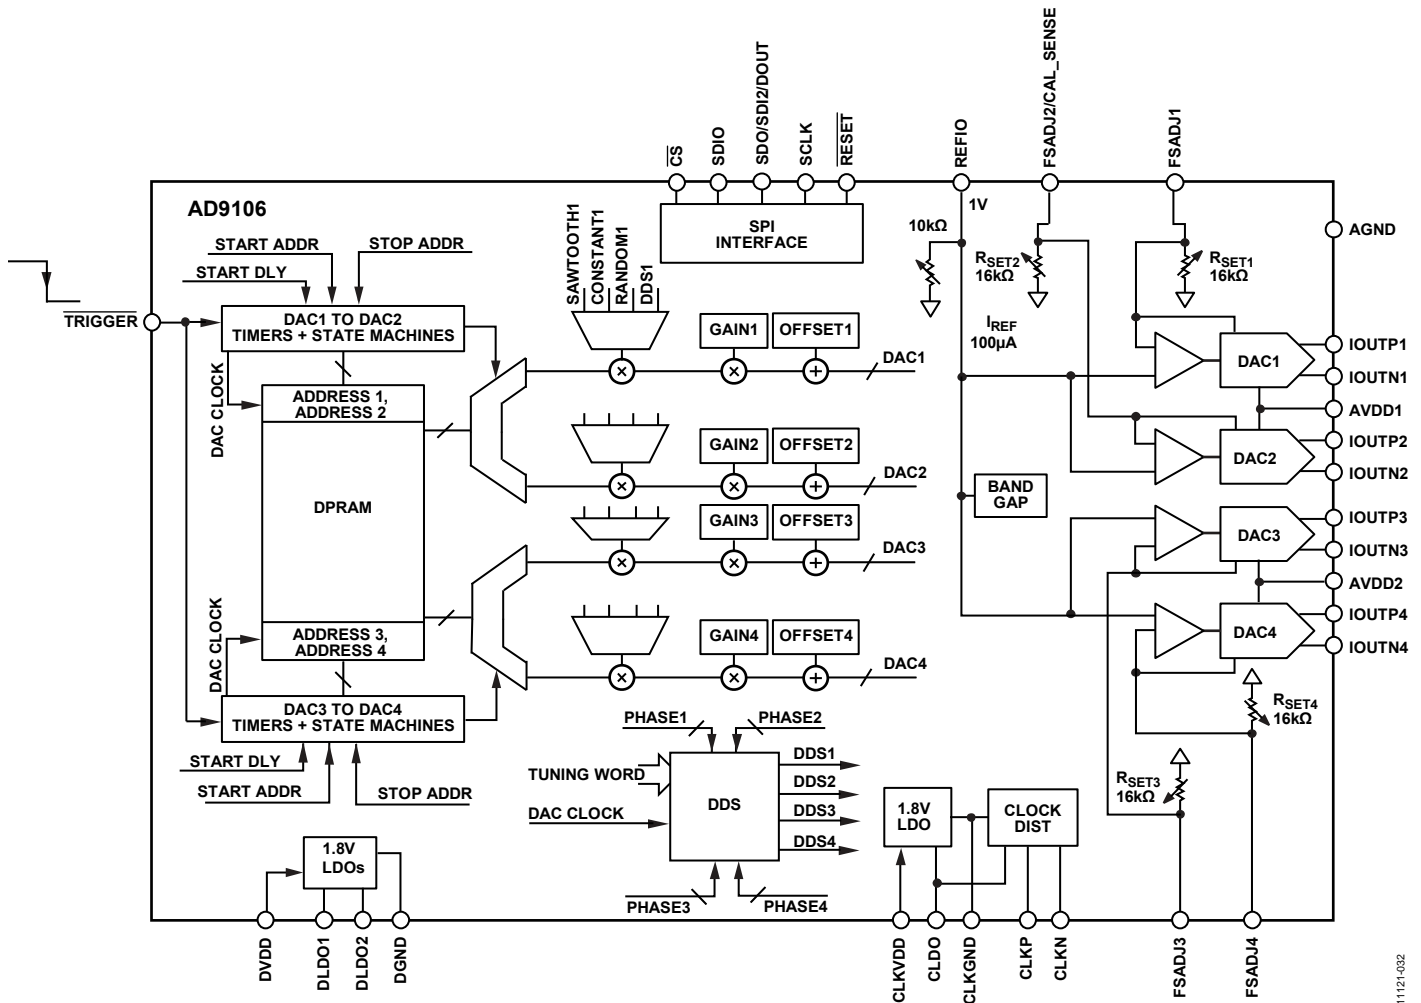 FSADJ2/CAL_SENSE
SDO/SDI2/DOUT
CS
SDIO
SCLK
RESET
REFIO
FSADJ1
AD9106
START ADDR
STOP ADDR
START DLY
TRIGGER
DAC1 TO DAC2
TIMERS + STATE MACHINES
DAC CLOCK
ADDRESS 1,
ADDRESS 2
DPRAM
ADDRESS 3,
ADDRESS 4
DAC CLOCK
DAC3 TO DAC4
TIMERS + STATE MACHINES
START DLY
START ADDR
STOP ADDR
SPI
INTERFACE
SAWTOOTH1
CONSTANT1
RANDOM1
DDS1
GAIN1
OFFSET1
DAC1
GAIN2
OFFSET2
DAC2
GAIN3
OFFSET3
DAC3
GAIN4
OFFSET4
DAC4
1V
10kΩ
RSET2
16kΩ
RSET1
16kΩ
IREF
100µA
BAND
GAP
DAC1
DAC2
DAC3
DAC4
AGND
IOUTP1
IOUTN1
AVDD1
IOUTP2
IOUTN2
IOUTP3
IOUTN3
AVDD2
IOUTP4
IOUTN4
RSET4
16kΩ
RSET3
16kΩ
PHASE1
PHASE2
TUNING WORD
DAC CLOCK
DDS
DDS1
DDS2
DDS3
DDS4
PHASE3
PHASE4
1.8V
LDO
CLOCK
DIST
1.8V
LDOs
DVDD
DLDO1
DLDO2
DGND
CLKVDD
CLDO
CLKGND
CLKP
CLKN
FSADJ3
FSADJ4
11121-032